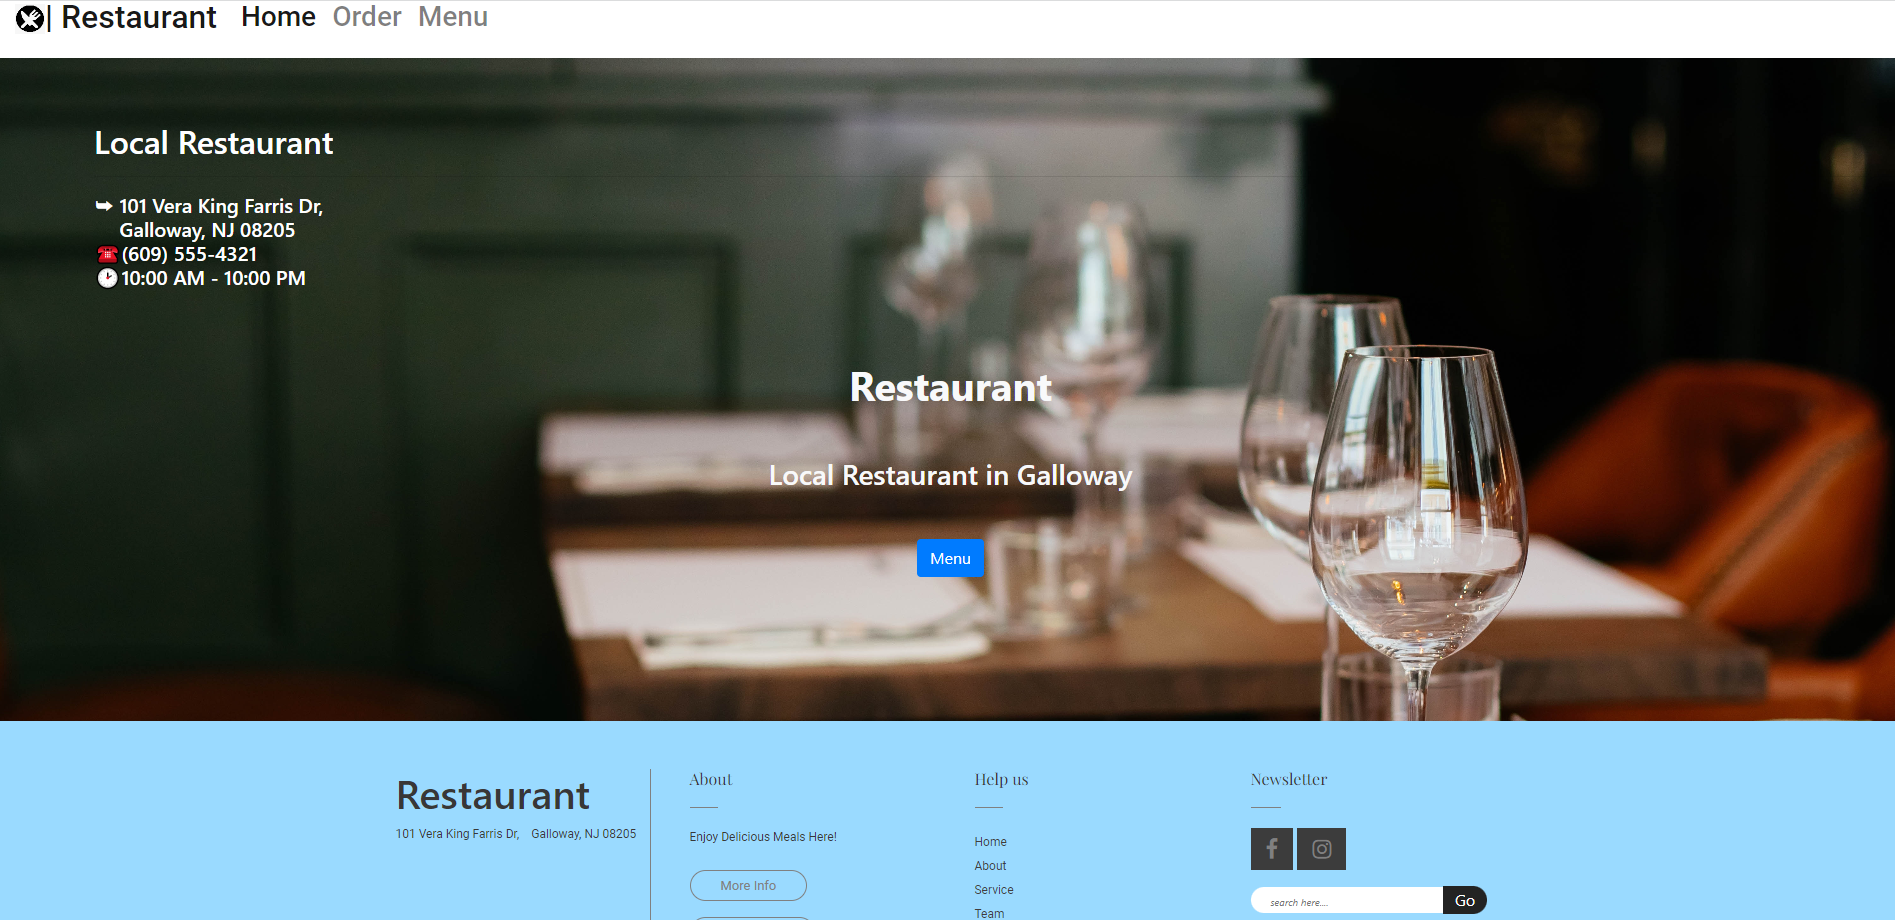 | Restaurant Home Order Menu
Local Restaurant
101 Vera King Farris Dr,
Galloway, NJ 08205
(609) 555-4321
10:00 AM - 10:00 PM
Restaurant
Local Restaurant in Galloway
Menu
Restaurant
101 Vera King Farris Dr, Galloway, NJ 08205
About
Enjoy Delicious Meals Here!
More Info
Help us
Home
About
Service
Team
Newsletter
search here.... Go